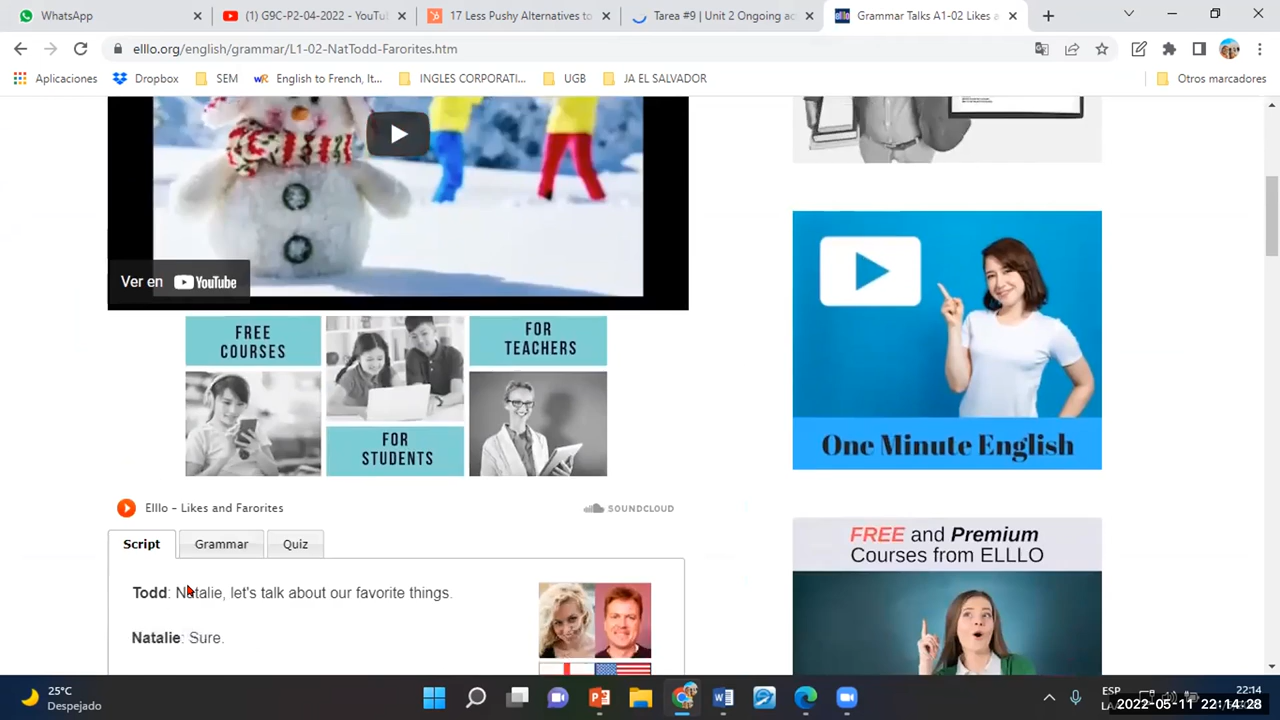 WhatsApp
(1) G9C-P2-04-2022 - YouTu
17 Less Pushy Alternatives to
Tarea #9 | Unit 2 Ongoing ac
Grammar Talks A1-02 Likes a
elllo.org/english/grammar/L1-02-NatTodd-Farorites.htm
Aplicaciones
Dropbox
SEM
English to French, It...
INGLES CORPORATI...
UGB
JA EL SALVADOR
Otros marcadores
Ver en YouTube
FREE COURSES
FOR TEACHERS
FOR STUDENTS
One Minute English
Elllo - Likes and Farorites
SOUNDCLOUD
Script
Grammar
Quiz
FREE and Premium
Courses from ELLLO
Todd: Natalie, let's talk about our favorite things.
Natalie: Sure.
25°C
Despejado
ESP
22:14
2022-05-11 22:14:28